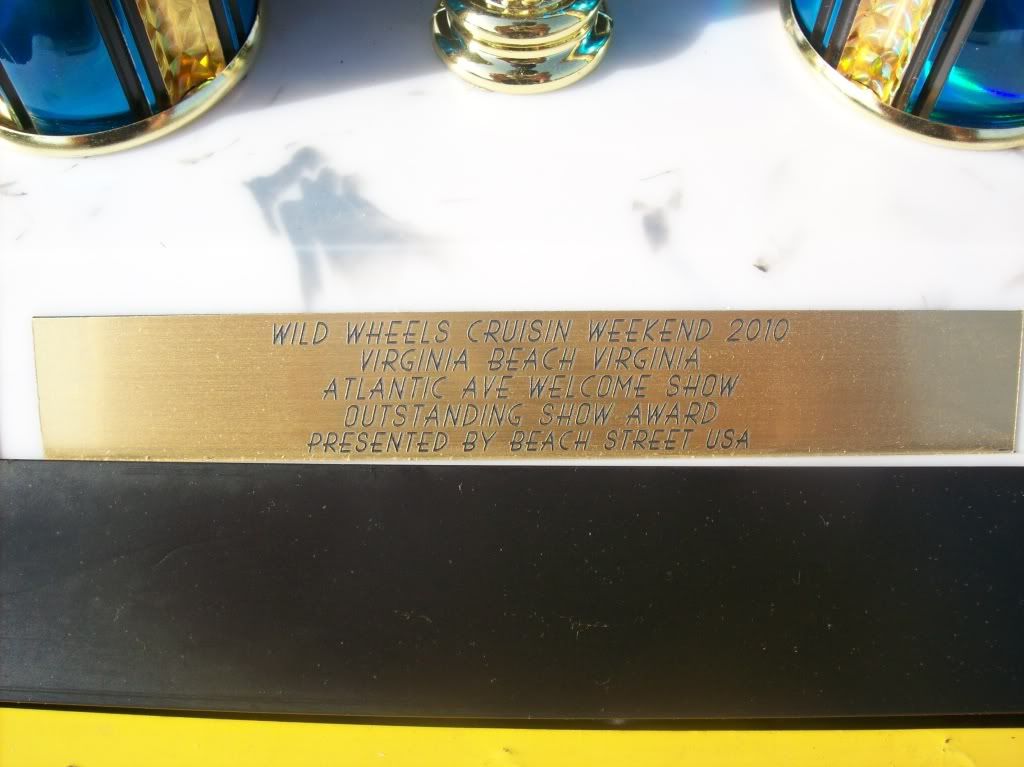 WILD WHEELS CRUISIN WEEKEND 2010
VIRGINIA BEACH VIRGINIA
ATLANTIC AVE WELCOME SHOW
OUTSTANDING SHOW AWARD
PRESENTED BY BEACH STREET USA